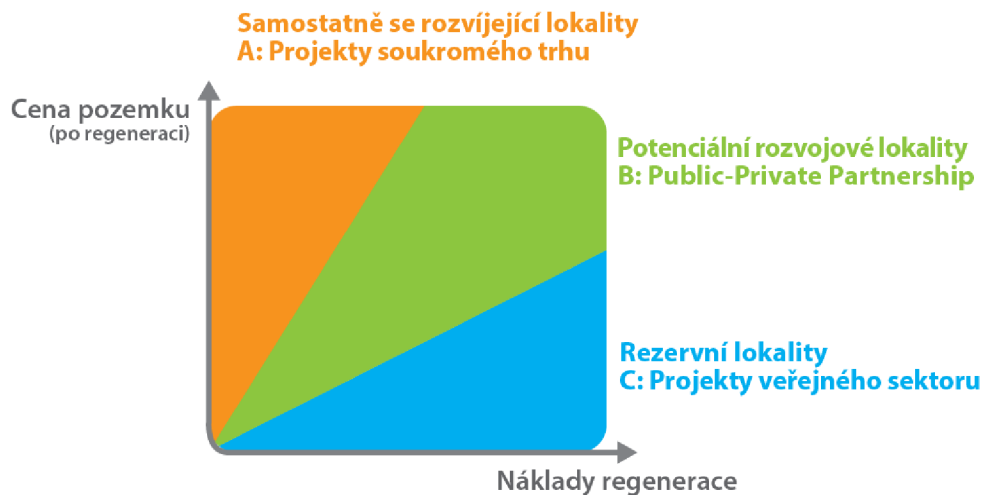 Samostatně se rozvíjející lokality
A: Projekty soukromého trhu
Cena pozemku
(po regeneraci)
Potenciální rozvojové lokality
B: Public-Private Partnership
Rezervní lokality
C: Projekty veřejného sektoru
Náklady regenerace